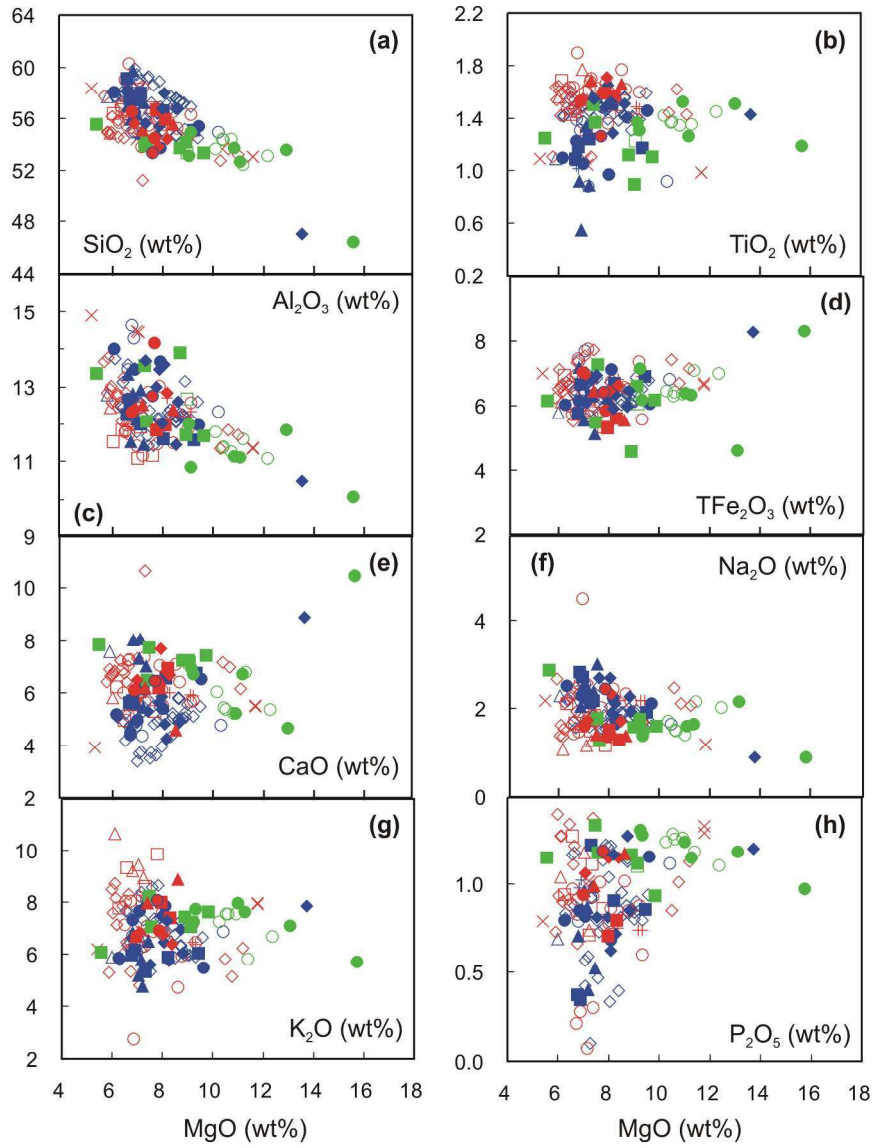 64
60
56
52
48
44
(a)
SiO₂ (wt%)
2.2
1.8
1.4
1.0
0.6
0.2
(b)
TiO₂ (wt%)
15
13
11
9
Al₂O₃ (wt%)
(c)
8
6
4
2
(d)
TFe₂O₃ (wt%)
10
8
6
4
2
(e)
CaO (wt%)
4
2
0
(f)
Na₂O (wt%)
10
8
6
4
2
(g)
K₂O (wt%)
4 6 8 10 12 14 16 18
MgO (wt%)
1.0
0.5
0.0
(h)
P₂O₅ (wt%)
4 6 8 10 12 14 16 18
MgO (wt%)